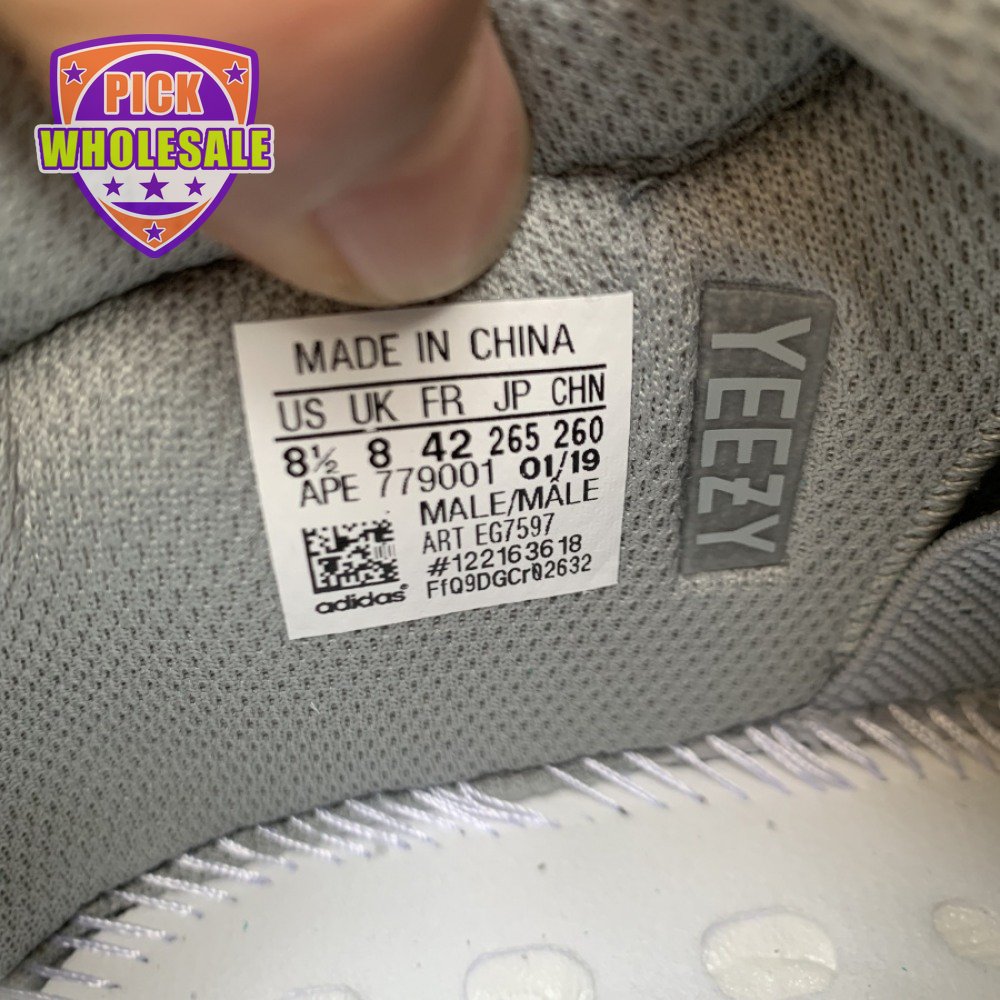 PICK
WHOLESALE
MADE IN CHINA
US UK FR JP CHN
8½ 8 42 265 260
APE 779001 01/19
MALE/MÂLE
ART EG7597
#122163618
FfQ9DGCr02632
adidas®
YEEZY